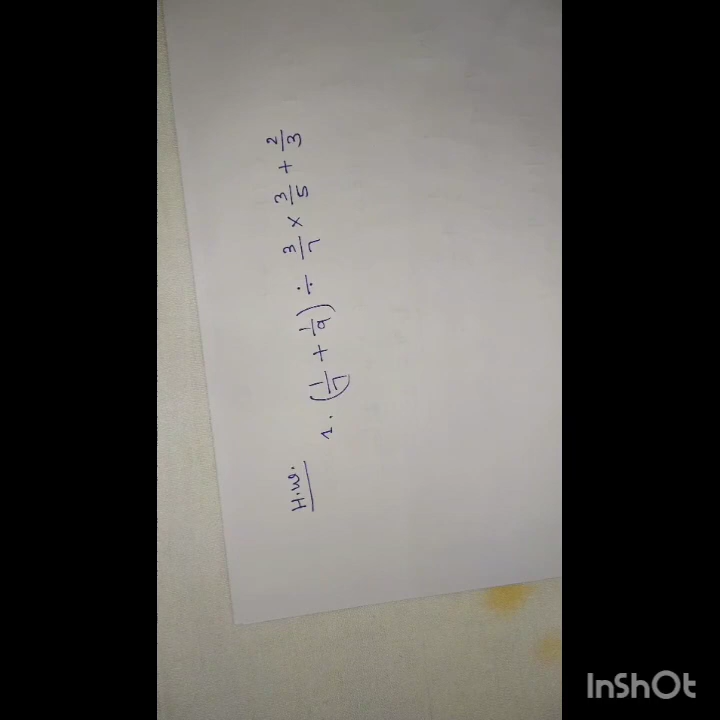 H.W.
1. (1/7 + 1/9) ÷ 3/7 × 3/5 + 2/3
InShOt